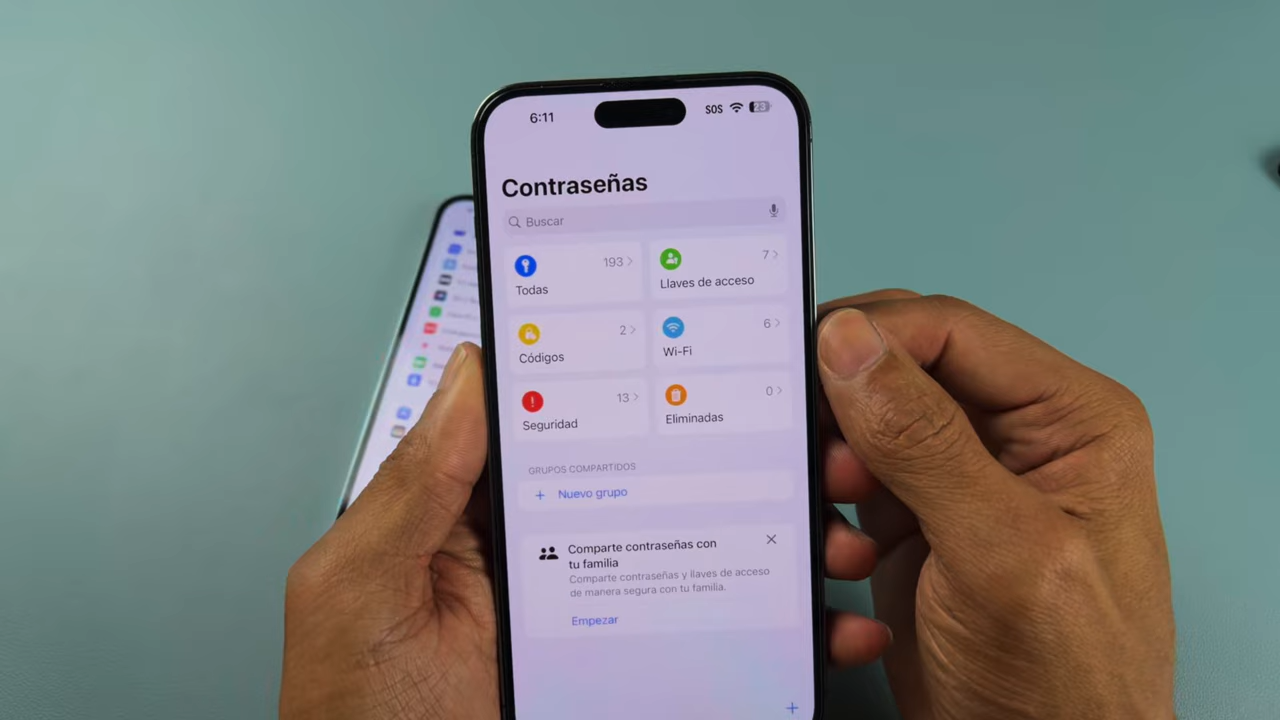 6:11
SOS
23
Contraseñas
Buscar
193
Todas
7
Llaves de acceso
2
Códigos
6
Wi-Fi
13
Seguridad
0
Eliminadas
GRUPOS COMPARTIDOS
+ Nuevo grupo
Comparte contraseñas con
tu familia
Comparte contraseñas y llaves de acceso
de manera segura con tu familia.
Empezar